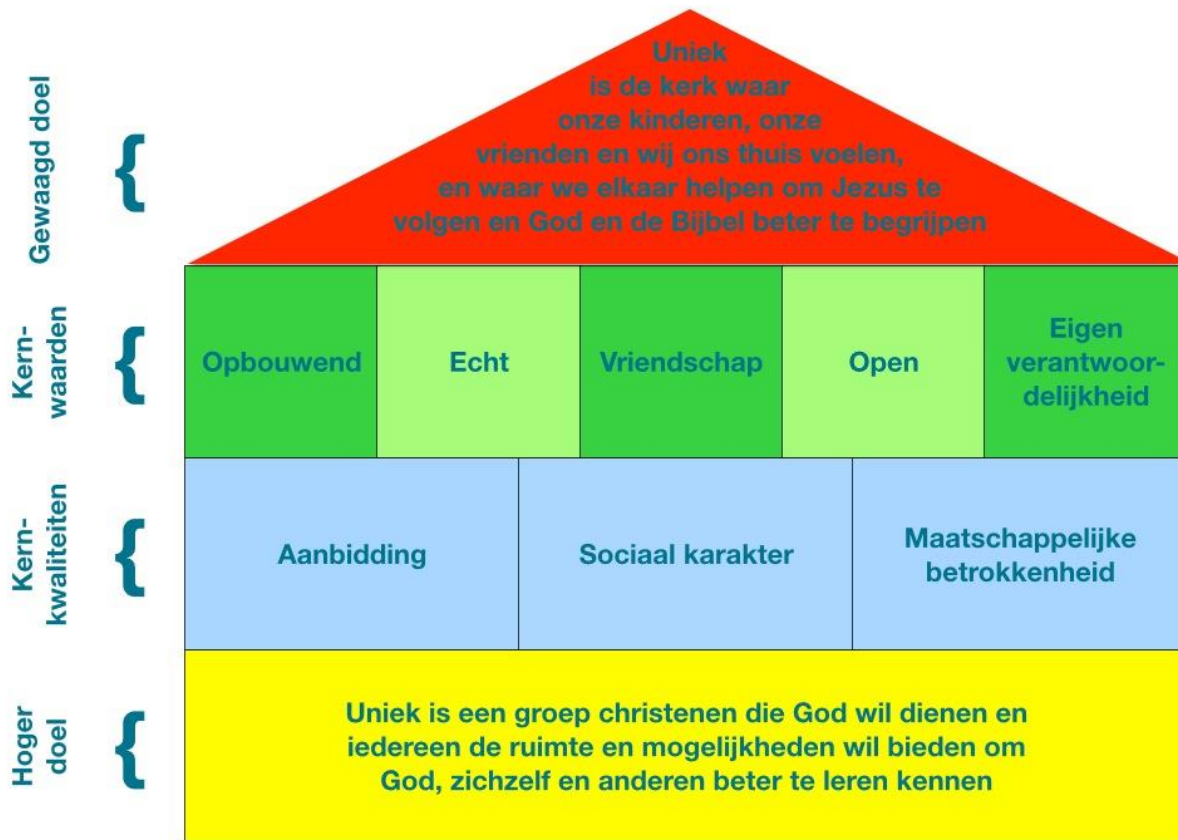 Gewaagd doel
{
Uniek
is de kerk waar
onze kinderen, onze
vrienden en wij ons thuis voelen,
en waar we elkaar helpen om Jezus te
volgen en God en de Bijbel beter te begrijpen
Kern-
waarden
{
Opbouwend
Echt
Vriendschap
Open
Eigen
verantwoor-
delijkheid
Kern-
kwaliteiten
{
Aanbidding
Sociaal karakter
Maatschappelijke
betrokkenheid
Hoger
doel
{
Uniek is een groep christenen die God wil dienen en
iedereen de ruimte en mogelijkheden wil bieden om
God, zichzelf en anderen beter te leren kennen